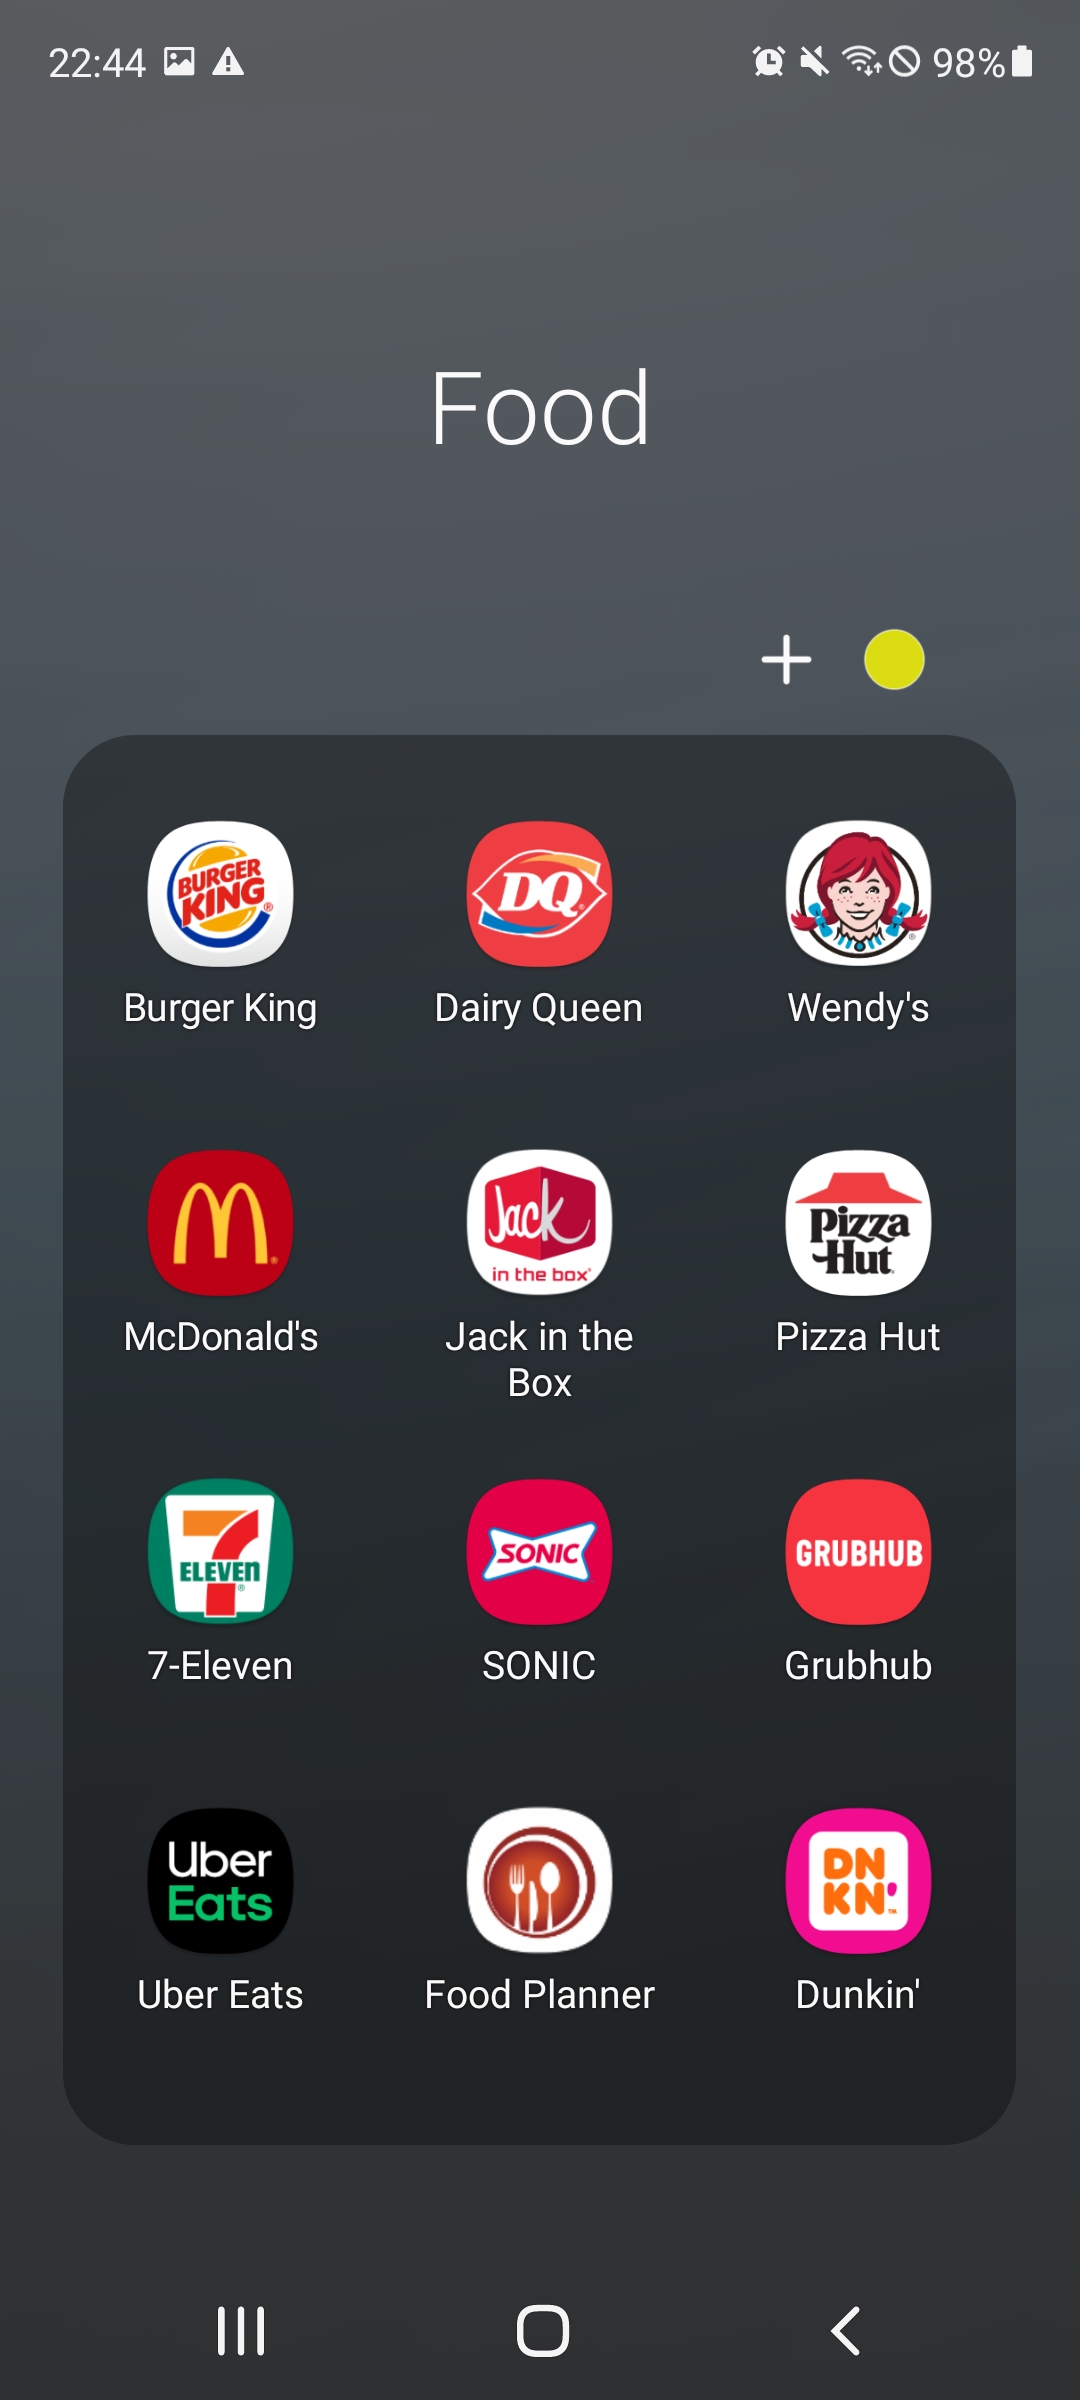 22:44 98%
Food
BURGER KING® DQ® ®
Burger King Dairy Queen Wendy's
M® Jack in the box® Pizza Hut
McDonald's Jack in the Box Pizza Hut
7 ELEVEn® SONIC GRUBHUB
7-Eleven SONIC Grubhub
Uber Eats DN KN'™
Uber Eats Food Planner Dunkin'